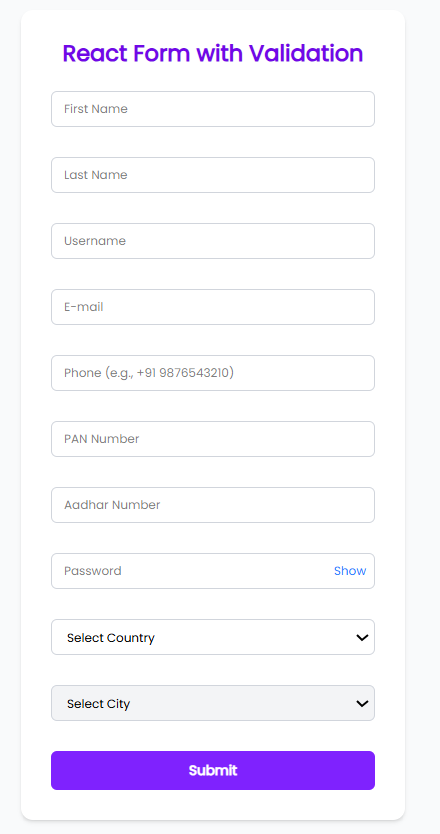 React Form with Validation
First Name
Last Name
Username
E-mail
Phone (e.g., +91 9876543210)
PAN Number
Aadhar Number
Password Show
Select Country
Select City
Submit